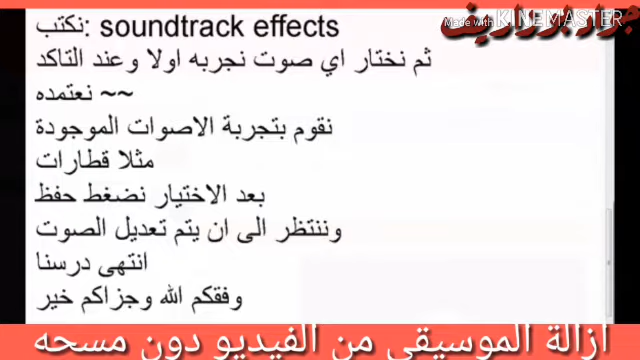 جواد بوراريف
Made with KINEMASTER
نكتب: soundtrack effects
ثم نختار اي صوت نجربه اولا وعند التاكد
نعتمده ~~
نقوم بتجربة الاصوات الموجودة
مثلا قطارات
بعد الاختيار نضغط حفظ
وننتظر الى ان يتم تعديل الصوت
انتهى درسنا
وفقكم الله وجزاكم خير
ازالة الموسيقى من الفيديو دون مسحه